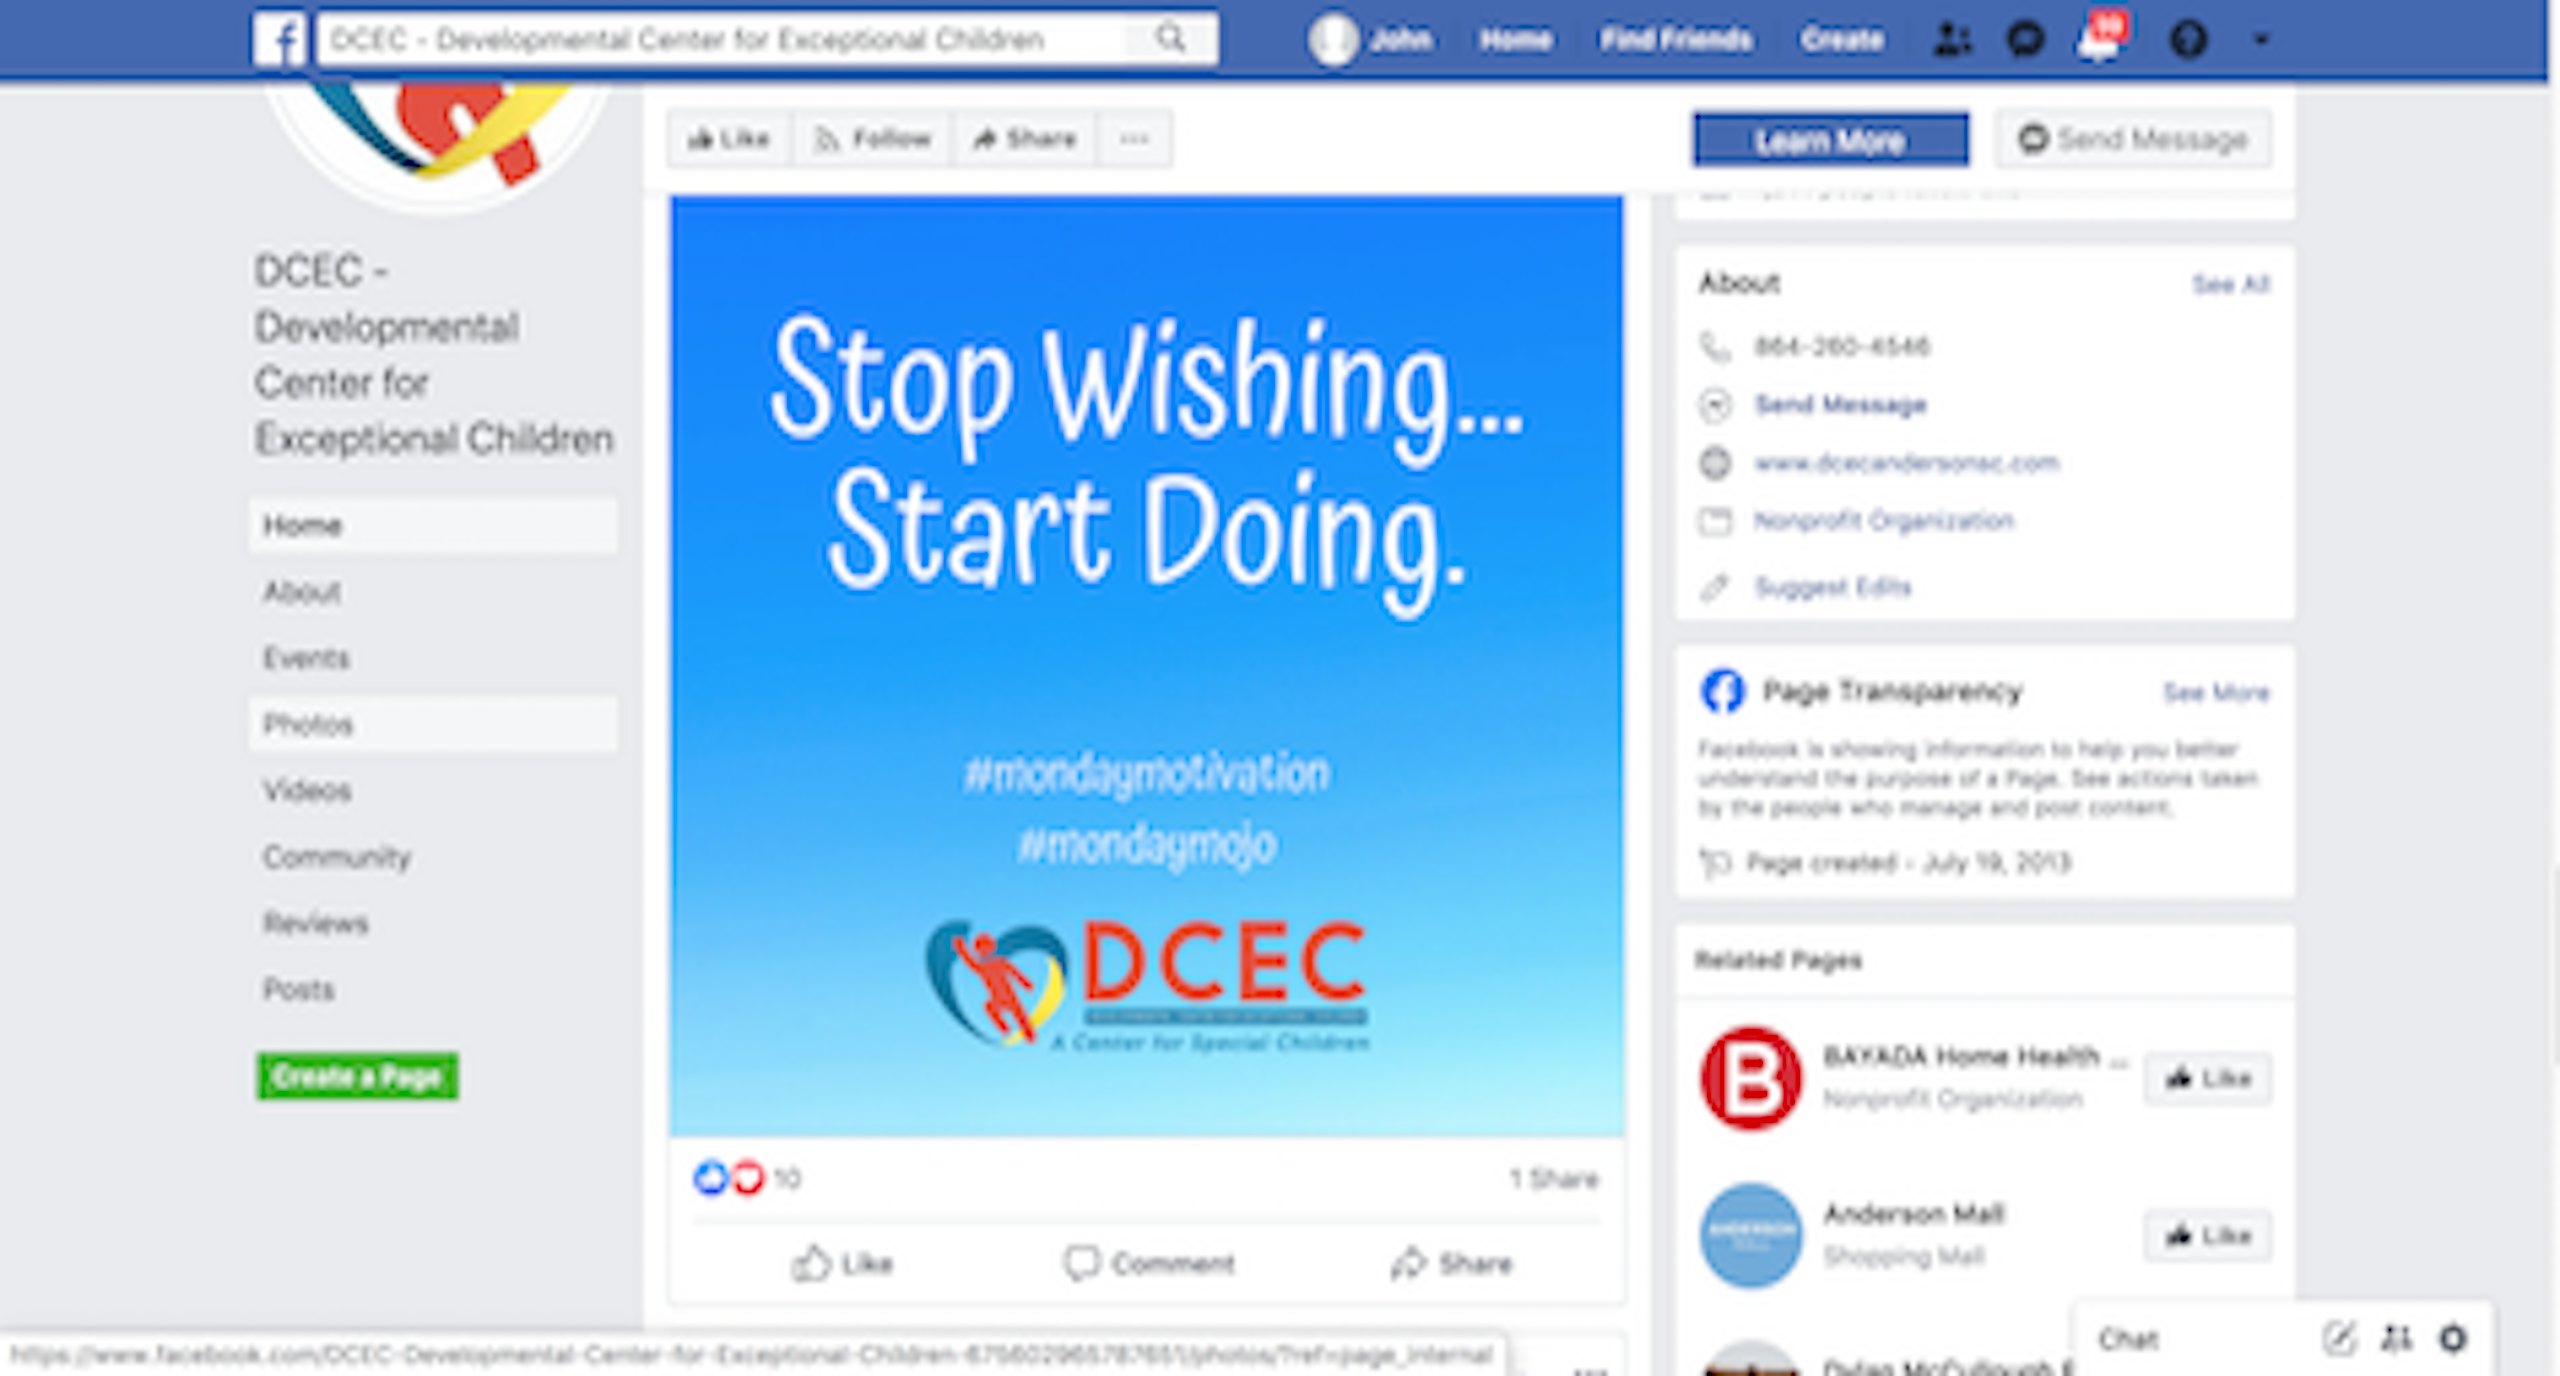 DCEC - Developmental Center for Exceptional Children
John
Home
Find Friends
Create
Like
Follow
Share
Learn More
Send Message
DCEC -
Developmental
Center for
Exceptional Children
Home
About
Events
Photos
Videos
Community
Reviews
Posts
Create a Page
Stop Wishing...
Start Doing.
#mondaymotivation
#mondaymojo
DCEC
A Center for Special Children
10
1 Share
Like
Comment
Share
About
See All
864-260-4546
Send Message
www.dcecandersonsc.com
Nonprofit Organization
Suggest Edits
Page Transparency
See More
Facebook is showing information to help you better
understand the purpose of a Page. See actions taken
by the people who manage and post content.
Page created - July 19, 2013
Related Pages
BAYADA Home Health ...
Nonprofit Organization
Like
ANDERSON
Anderson Mall
Shopping Mall
Like
Dylan McCullough
Chat
https://www.facebook.com/DCEC-Developmental-Center-for-Exceptional-Children-675602965787651/photos/?ref=page_internal